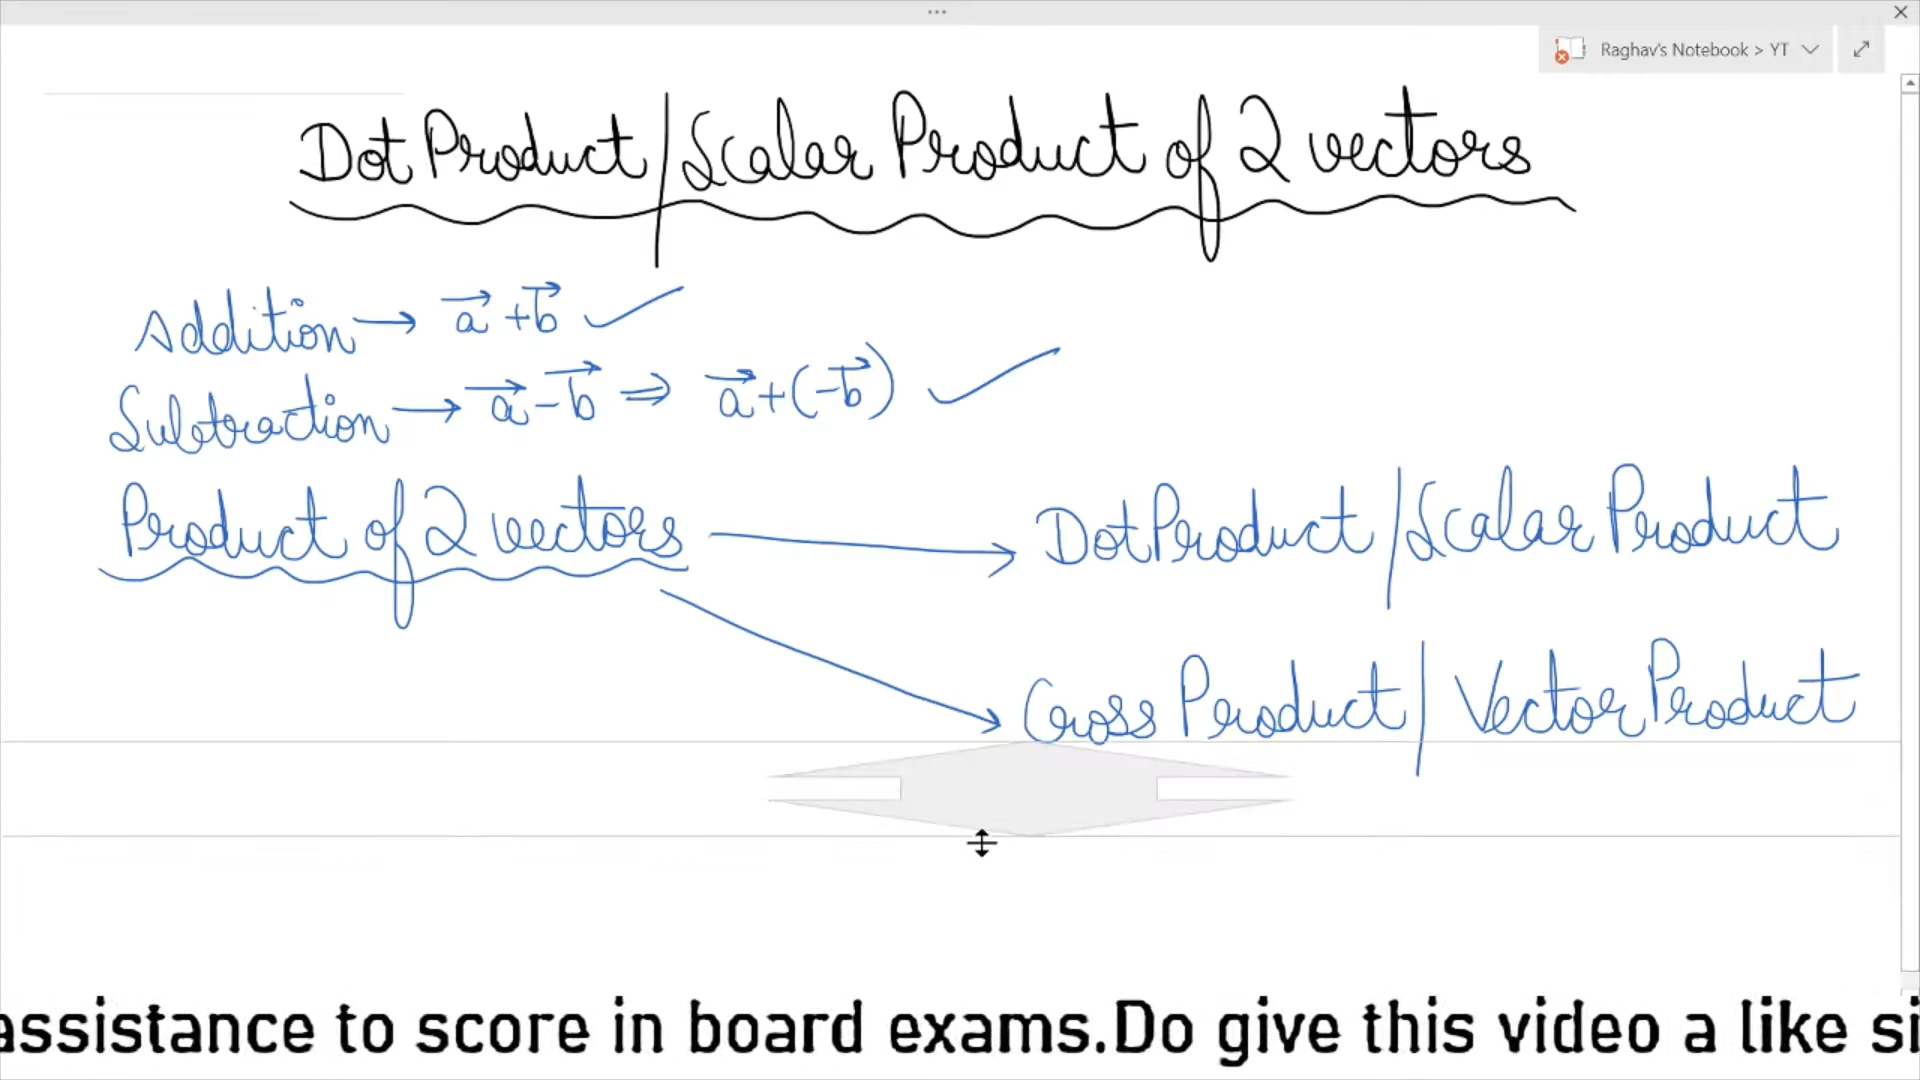 Raghav's Notebook > YT
Dot Product/Scalar Product of 2 vectors
Addition → a⃗ + b⃗ ✓
Subtraction → a⃗ - b⃗ ⇒ a⃗ + (-b⃗) ✓
Product of 2 vectors → Dot Product/Scalar Product
→ Cross Product/Vector Product
assistance to score in board exams.Do give this video a like si